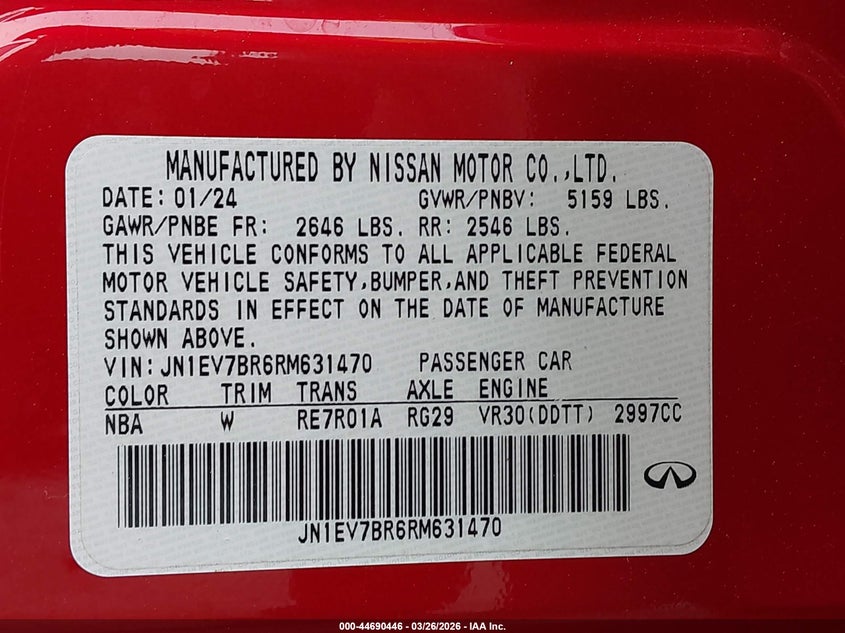 MANUFACTURED BY NISSAN MOTOR CO.,LTD.
DATE: 01/24 GVWR/PNBV: 5159 LBS.
GAWR/PNBE FR: 2646 LBS. RR: 2546 LBS.
THIS VEHICLE CONFORMS TO ALL APPLICABLE FEDERAL
MOTOR VEHICLE SAFETY,BUMPER,AND THEFT PREVENTION
STANDARDS IN EFFECT ON THE DATE OF MANUFACTURE
SHOWN ABOVE.
VIN:JN1EV7BR6RM631470 PASSENGER CAR
COLOR TRIM TRANS AXLE ENGINE
NBA W RE7R01A RG29 VR30(DDTT) 2997CC
JN1EV7BR6RM631470
000-44690446 - 03/26/2026 - IAA Inc.